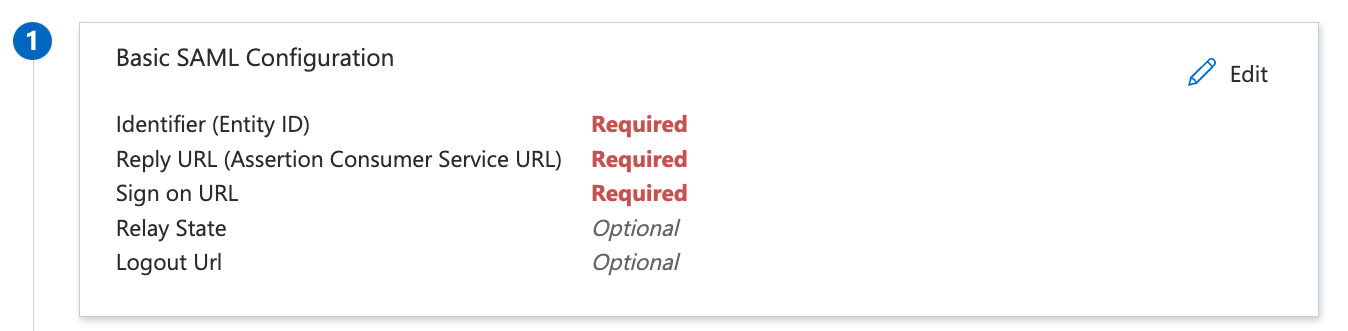 1
Basic SAML Configuration
Edit
Identifier (Entity ID) Required
Reply URL (Assertion Consumer Service URL) Required
Sign on URL Required
Relay State Optional
Logout Url Optional